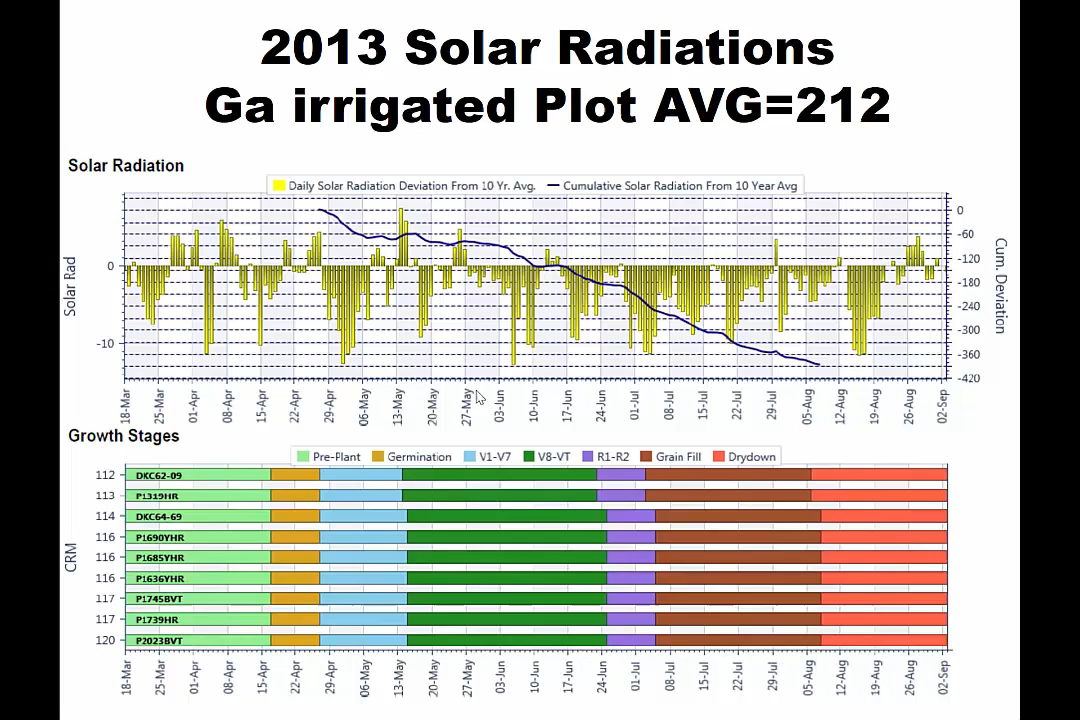 2013 Solar Radiations
Ga irrigated Plot AVG=212
Solar Radiation
Daily Solar Radiation Deviation From 10 Yr. Avg. Cumulative Solar Radiation From 10 Year Avg
Solar Rad
0
-10
0
-60
-120
-180
-240
-300
-360
-420
Cum. Deviation
18-Mar 25-Mar 01-Apr 08-Apr 15-Apr 22-Apr 29-Apr 06-May 13-May 20-May 27-May 03-Jun 10-Jun 17-Jun 24-Jun 01-Jul 08-Jul 15-Jul 22-Jul 29-Jul 05-Aug 12-Aug 19-Aug 26-Aug 02-Sep
Growth Stages
Pre-Plant Germination V1-V7 V8-VT R1-R2 Grain Fill Drydown
CRM
112 DKC62-09
113 P1319HR
114 DKC64-69
116 P1690YHR
116 P1685YHR
116 P1636YHR
117 P1745BVT
117 P1739HR
120 P2023BVT
18-Mar 25-Mar 01-Apr 08-Apr 15-Apr 22-Apr 29-Apr 06-May 13-May 20-May 27-May 03-Jun 10-Jun 17-Jun 24-Jun 01-Jul 08-Jul 15-Jul 22-Jul 29-Jul 05-Aug 12-Aug 19-Aug 26-Aug 02-Sep